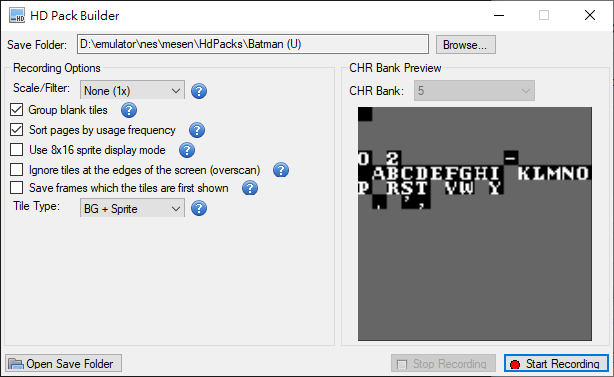 HD Pack Builder
Save Folder: D:\emulator\nes\mesen\HdPacks\Batman (U) Browse...
Recording Options
Scale/Filter: None (1x)
Group blank tiles
Sort pages by usage frequency
Use 8x16 sprite display mode
Ignore tiles at the edges of the screen (overscan)
Save frames which the tiles are first shown
Tile Type: BG + Sprite
CHR Bank Preview
CHR Bank: 5
0 2 -
ABCDEFGHI KLMNO
P RST VW Y
. ' ,
Open Save Folder
Stop Recording
Start Recording